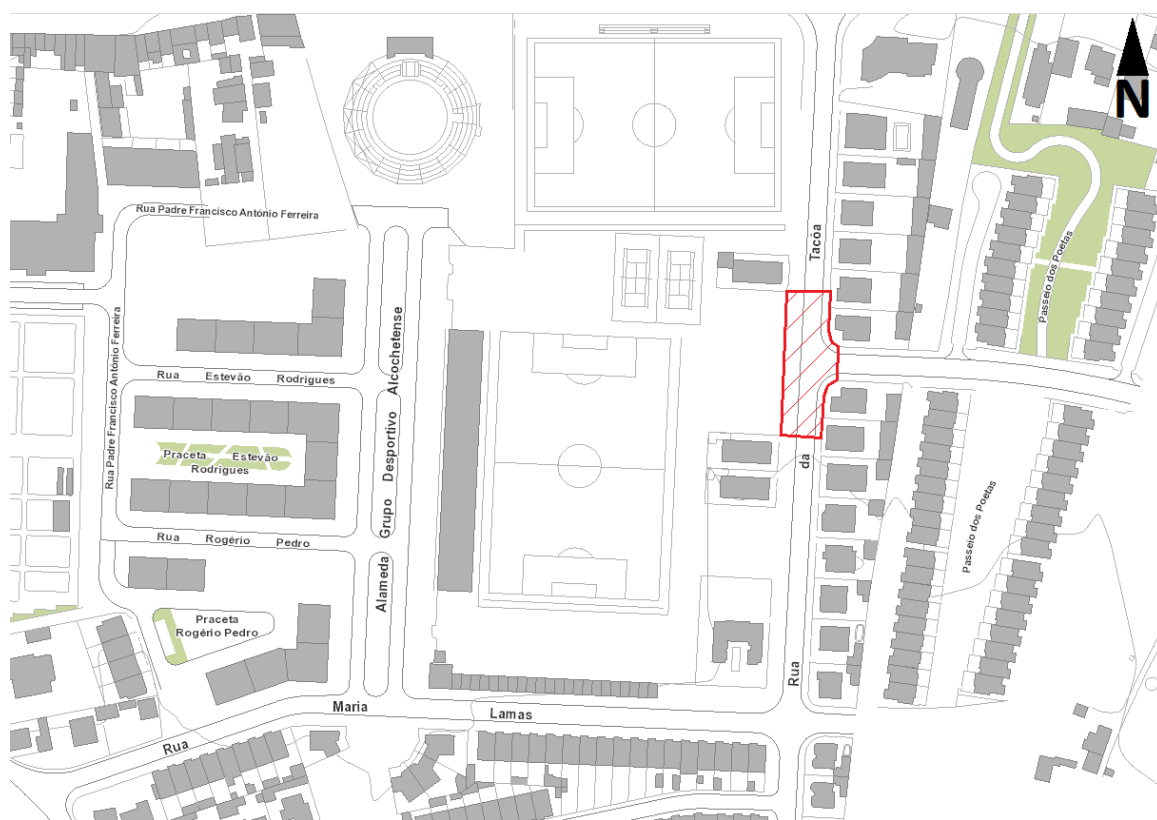 N
Rua Padre Francisco António Ferreira
Tacôa
Passeio dos Poetas
Rua Padre Francisco António Ferreira
Rua Estevão Rodrigues
Alameda Grupo Desportivo Alcochetense
Praceta Estevão
Rodrigues
da
Passeio dos Poetas
Rua Rogério Pedro
Praceta
Rogério Pedro
Rua
Rua Maria Lamas